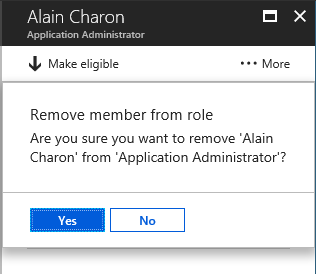 Alain Charon
Application Administrator
Make eligible
More
Remove member from role
Are you sure you want to remove 'Alain
Charon' from 'Application Administrator'?
Yes
No